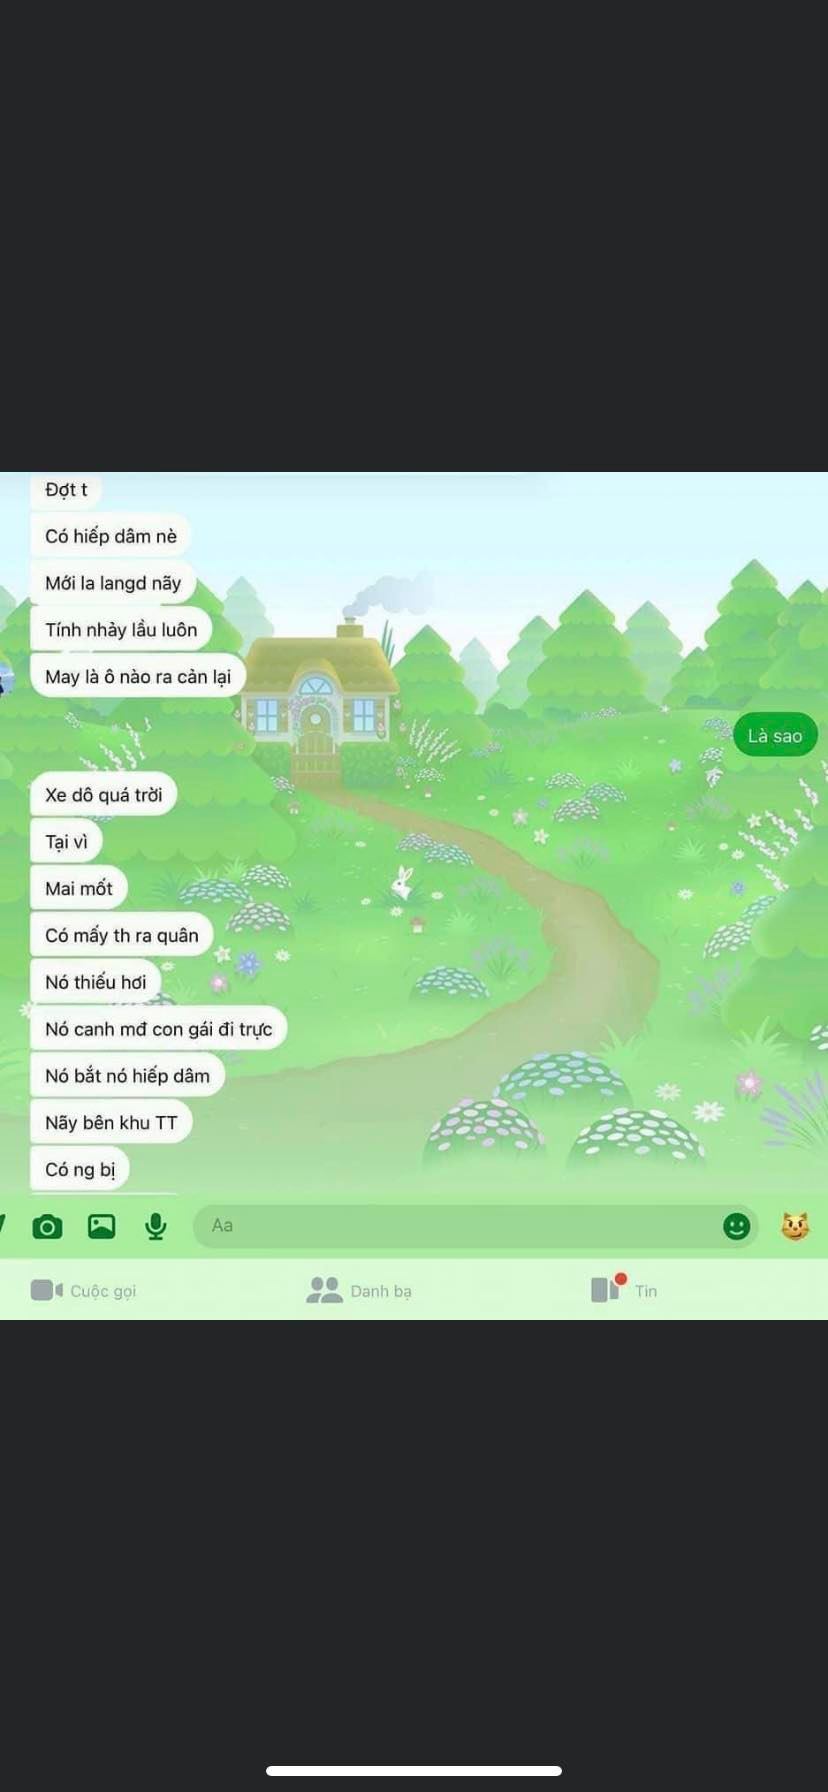 Đợt t
Có hiếp dâm nè
Mới la langd nãy
Tính nhảy lầu luôn
May là ô nào ra cản lại
Là sao
Xe dô quá trời
Tại vì
Mai mốt
Có mấy th ra quân
Nó thiếu hơi
Nó canh mđ con gái đi trực
Nó bắt nó hiếp dâm
Nãy bên khu TT
Có ng bị
Aa
Cuộc gọi
Danh bạ
Tin